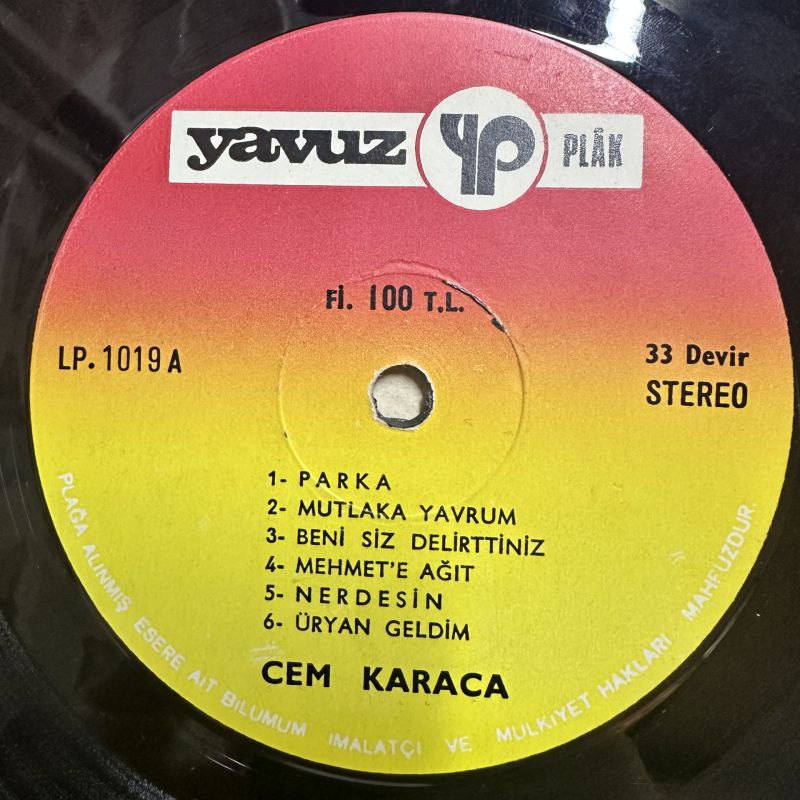 yavuz yp PLÂK
Fİ. 100 T.L.
LP. 1019 A
33 Devir
STEREO
1- PARKA
2- MUTLAKA YAVRUM
3- BENİ SİZ DELİRTTİNİZ
4- MEHMET'E AĞIT
5- NERDESİN
6- ÜRYAN GELDİM
CEM KARACA
PLAĞA ALINMIŞ ESERE AİT BİLUMUM İMALATÇI VE MULKİYET HAKLARI MAHFUZDUR.